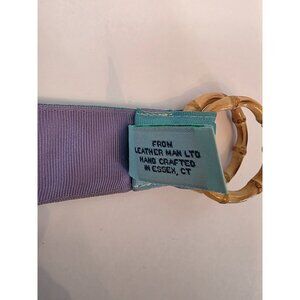 FROM
LEATHER MAN LTD.
HAND CRAFTED
IN ESSEX, CT